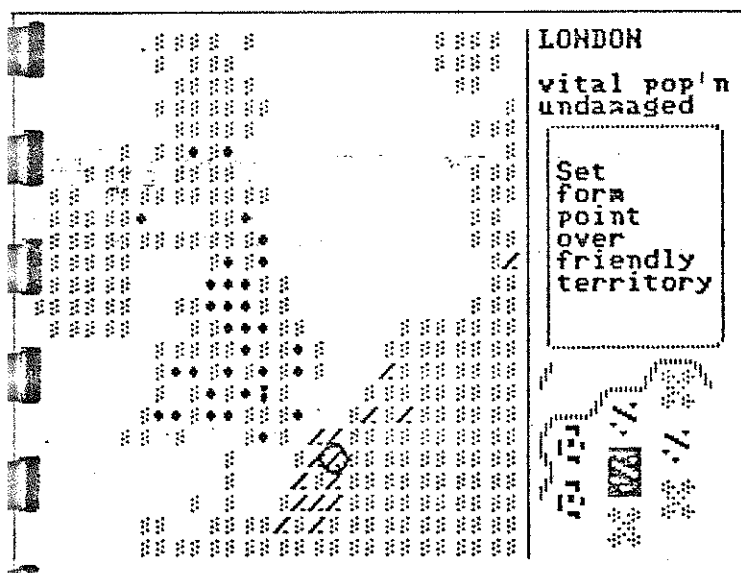 LONDON
vital pop'n
undamaged
Set
form
point
over
friendly
territory